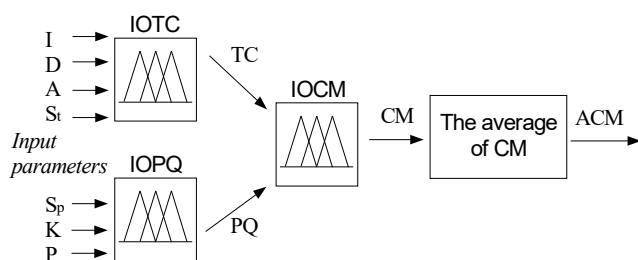 IOTC
I
D
A
St
TC
Input
parameters
IOPQ
Sp
K
P
PQ
IOCM
CM
The average
of CM
ACM